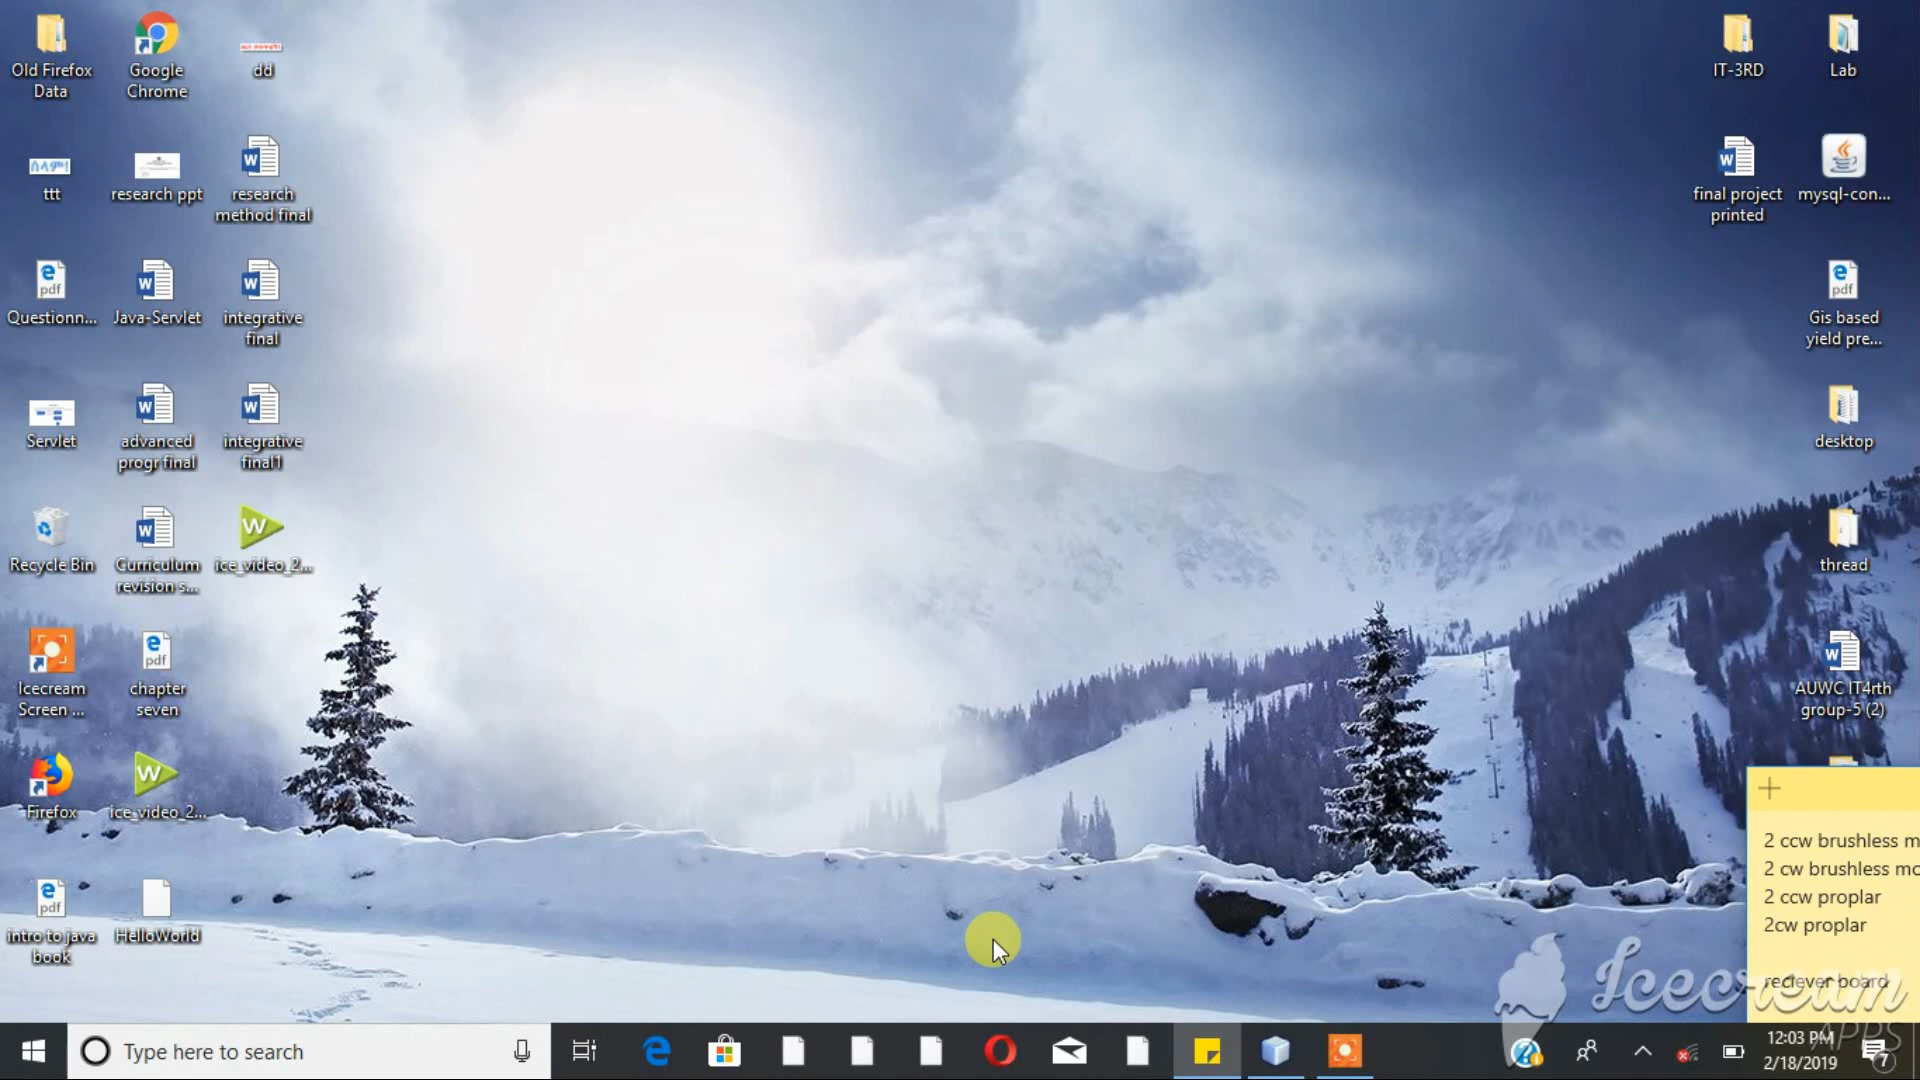 Old Firefox
Data
Google
Chrome
dd
ttt
research ppt
research
method final
Questionn...
Java-Servlet
integrative
final
Servlet
advanced
progr final
integrative
final1
Recycle Bin
Curriculum
revision s...
ice_video_2...
Icecream
Screen ...
chapter
seven
Firefox
ice_video_2...
intro to java
book
HelloWorld
IT-3RD
Lab
final project
printed
mysql-con...
Gis based
yield pre...
desktop
thread
AUWC IT4rth
group-5 (2)
2 ccw brushless m
2 cw brushless mo
2 ccw proplar
2cw proplar
reciever board
Icecream
APPS
Type here to search
12:03 PM
2/18/2019
7